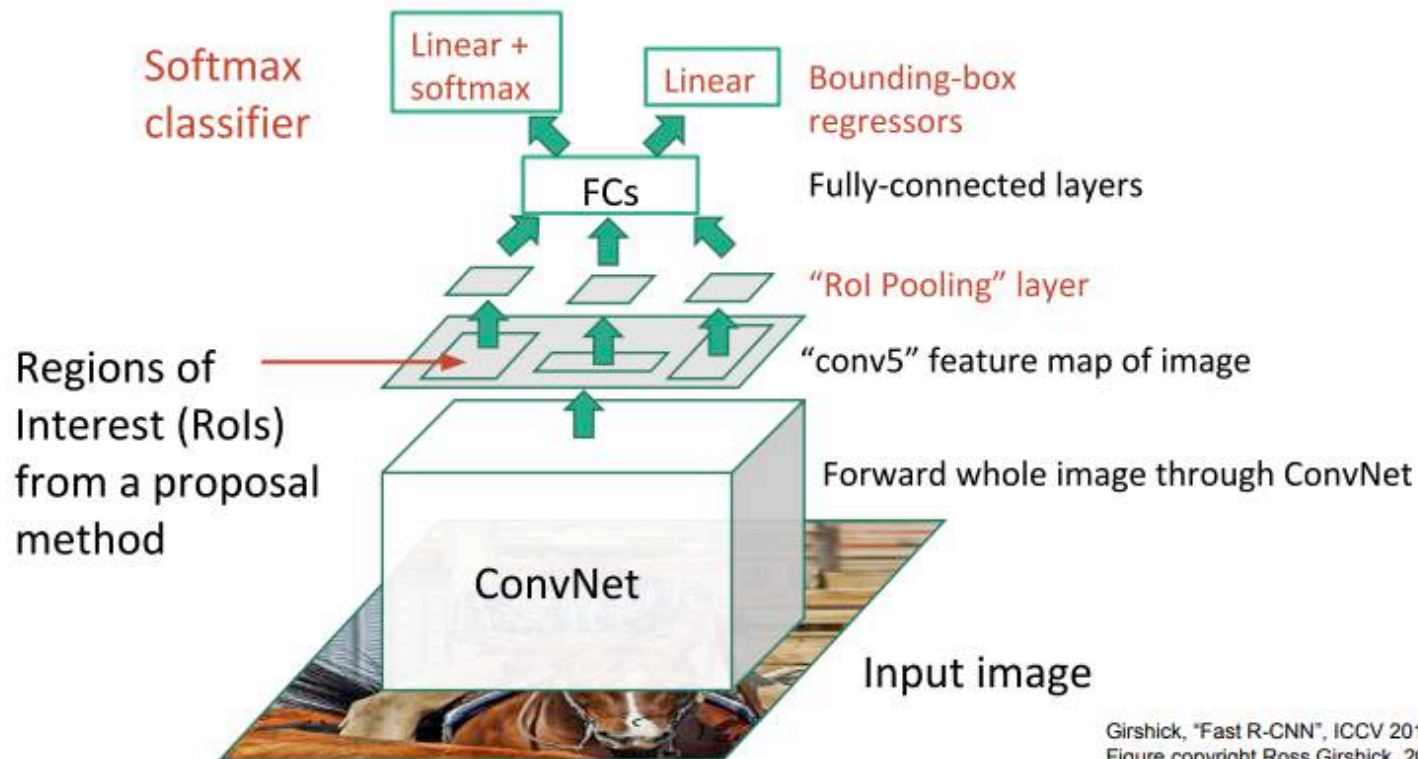 Softmax
classifier
Linear +
softmax
Linear
Bounding-box
regressors
FCs
Fully-connected layers
“RoI Pooling” layer
Regions of
Interest (RoIs)
from a proposal
method
“conv5” feature map of image
Forward whole image through ConvNet
ConvNet
Input image
Girshick, “Fast R-CNN”, ICCV
Figure copyright Ross Girshick,